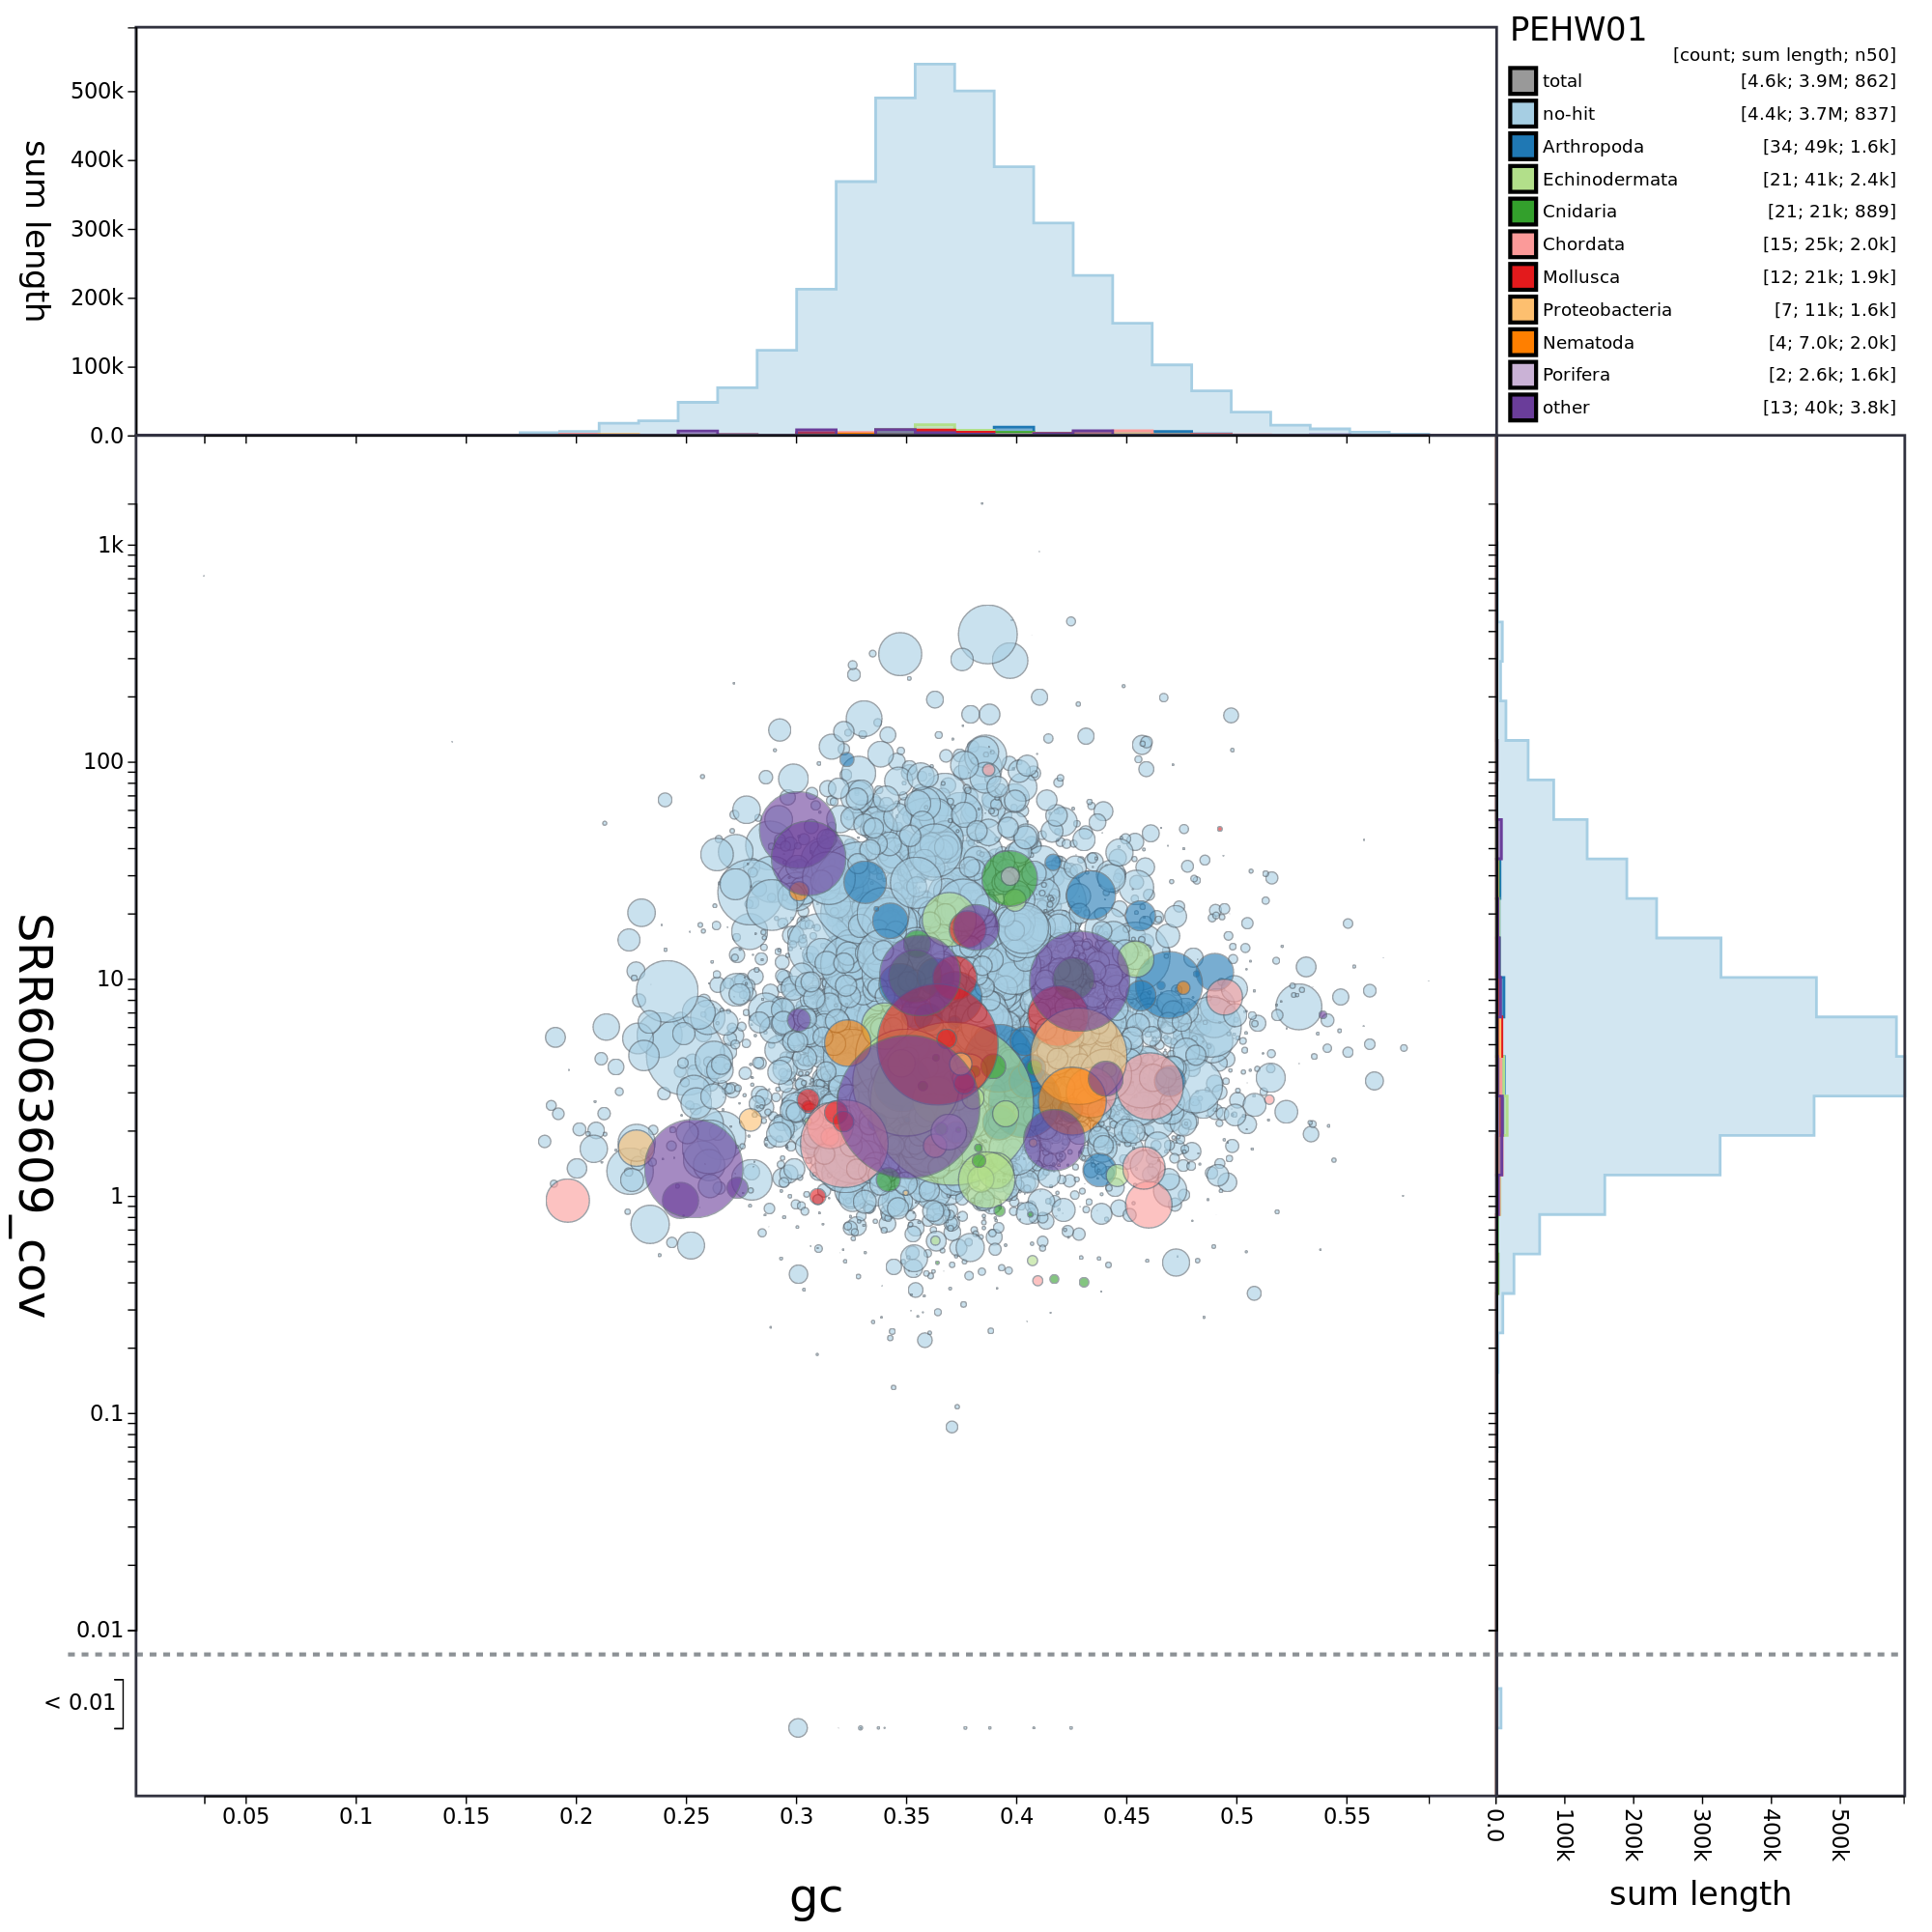 PEHW01
[count; sum length; n50]
total [4.6k; 3.9M; 862]
no-hit [4.4k; 3.7M; 837]
Arthropoda [34; 49k; 1.6k]
Echinodermata [21; 41k; 2.4k]
Cnidaria [21; 21k; 889]
Chordata [15; 25k; 2.0k]
Mollusca [12; 21k; 1.9k]
Proteobacteria [7; 11k; 1.6k]
Nematoda [4; 7.0k; 2.0k]
Porifera [2; 2.6k; 1.6k]
other [13; 40k; 3.8k]
sum length
500k
400k
300k
200k
100k
0.0
SRR6063609_cov
1k
100
10
1
0.1
0.01
< 0.01
0.05 0.1 0.15 0.2 0.25 0.3 0.35 0.4 0.45 0.5 0.55
gc
0.0 100k 200k 300k 400k 500k
sum length